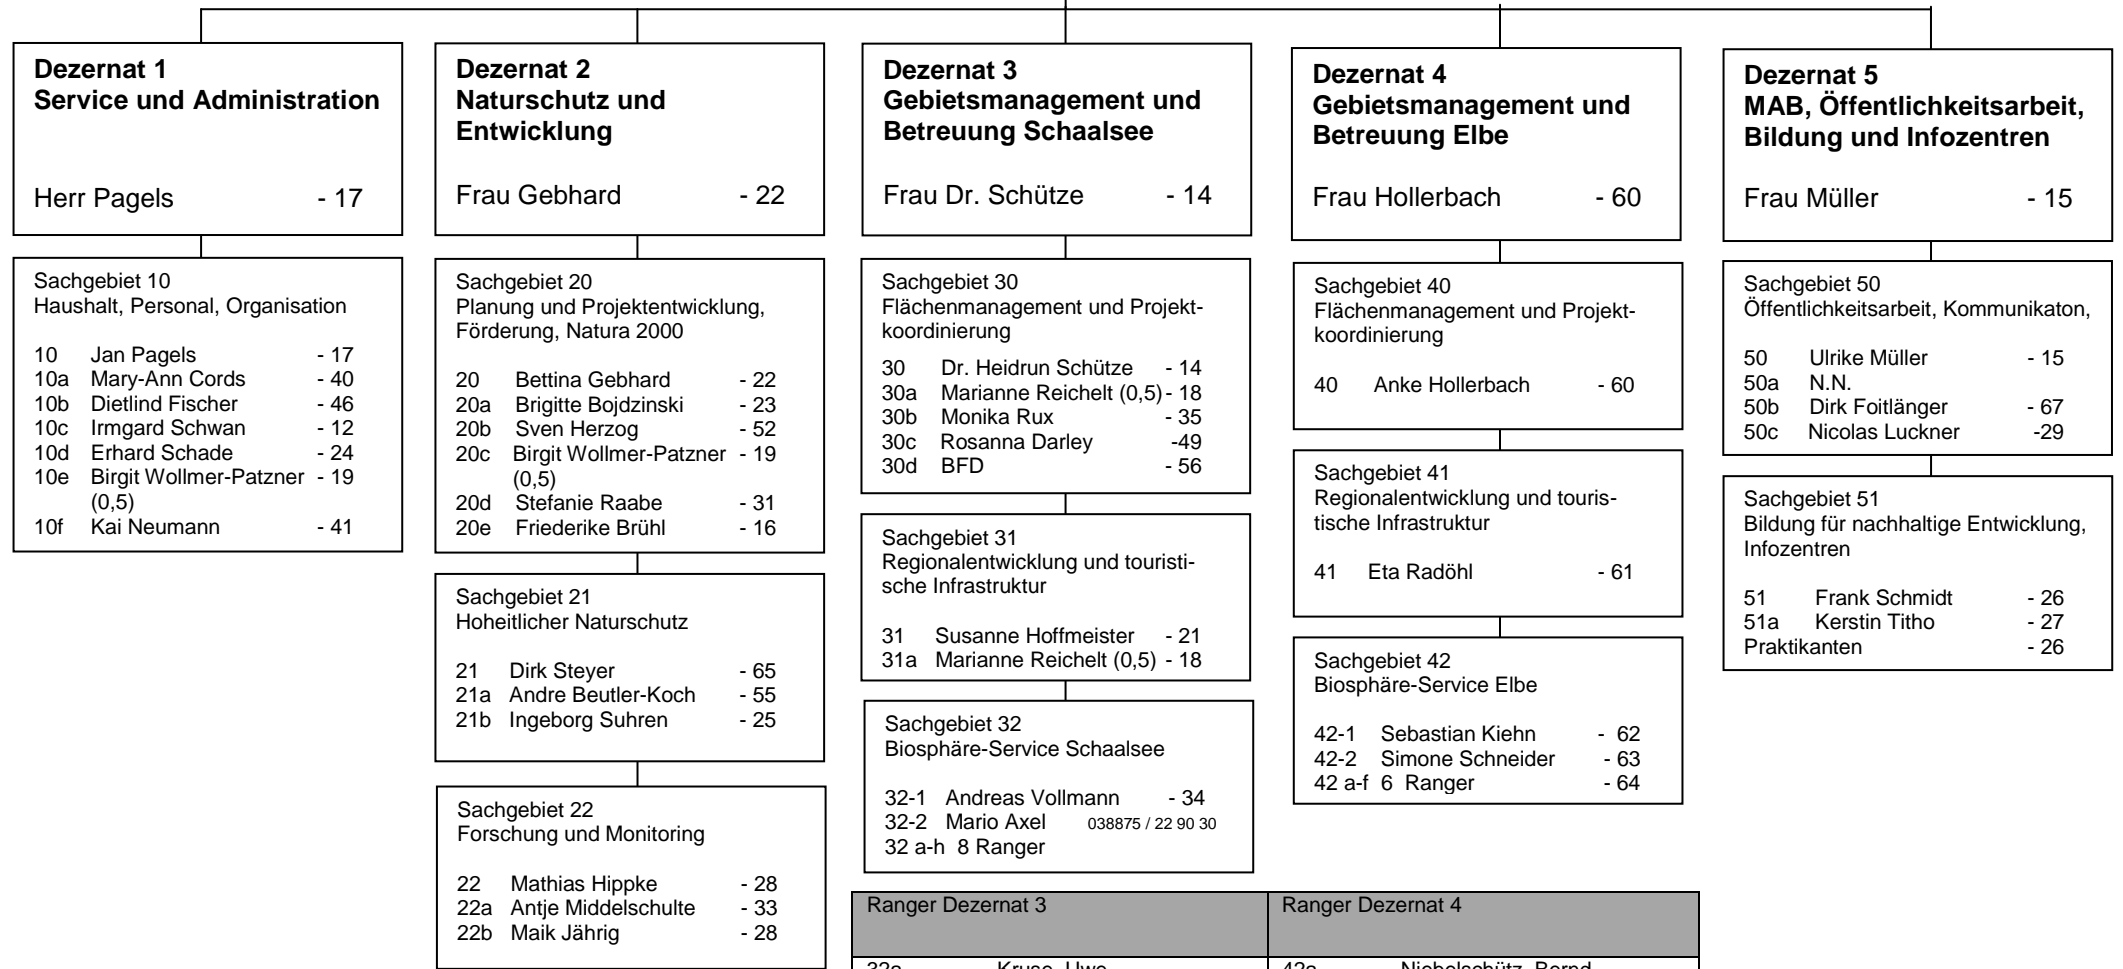 Dezernat 1
Service und Administration
Herr Pagels - 17
Sachgebiet 10
Haushalt, Personal, Organisation
10 Jan Pagels - 17
10a Mary-Ann Cords - 40
10b Dietlind Fischer - 46
10c Irmgard Schwan - 12
10d Erhard Schade - 24
10e Birgit Wollmer-Patzner - 19
(0,5)
10f Kai Neumann - 41
Dezernat 2
Naturschutz und
Entwicklung
Frau Gebhard - 22
Sachgebiet 20
Planung und Projektentwicklung,
Förderung, Natura 2000
20 Bettina Gebhard - 22
20a Brigitte Bojdzinski - 23
20b Sven Herzog - 52
20c Birgit Wollmer-Patzner - 19
(0,5)
20d Stefanie Raabe - 31
20e Friederike Brühl - 16
Sachgebiet 21
Hoheitlicher Naturschutz
21 Dirk Steyer - 65
21a Andre Beutler-Koch - 55
21b Ingeborg Suhren - 25
Sachgebiet 22
Forschung und Monitoring
22 Mathias Hippke - 28
22a Antje Middelschulte - 33
22b Maik Jährig - 28
Dezernat 3
Gebietsmanagement und
Betreuung Schaalsee
Frau Dr. Schütze - 14
Sachgebiet 30
Flächenmanagement und Projekt-
koordinierung
30 Dr. Heidrun Schütze - 14
30a Marianne Reichelt (0,5) - 18
30b Monika Rux - 35
30c Rosanna Darley -49
30d BFD - 56
Sachgebiet 31
Regionalentwicklung und touristi-
sche Infrastruktur
31 Susanne Hoffmeister - 21
31a Marianne Reichelt (0,5) - 18
Sachgebiet 32
Biosphäre-Service Schaalsee
32-1 Andreas Vollmann - 34
32-2 Mario Axel 038875 / 22 90 30
32 a-h 8 Ranger
Dezernat 4
Gebietsmanagement und
Betreuung Elbe
Frau Hollerbach - 60
Sachgebiet 40
Flächenmanagement und Projekt-
koordinierung
40 Anke Hollerbach - 60
Sachgebiet 41
Regionalentwicklung und touris-
tische Infrastruktur
41 Eta Radöhl - 61
Sachgebiet 42
Biosphäre-Service Elbe
42-1 Sebastian Kiehn - 62
42-2 Simone Schneider - 63
42 a-f 6 Ranger - 64
Dezernat 5
MAB, Öffentlichkeitsarbeit,
Bildung und Infozentren
Frau Müller - 15
Sachgebiet 50
Öffentlichkeitsarbeit, Kommunikaton,
50 Ulrike Müller - 15
50a N.N.
50b Dirk Foitlänger - 67
50c Nicolas Luckner -29
Sachgebiet 51
Bildung für nachhaltige Entwicklung,
Infozentren
51 Frank Schmidt - 26
51a Kerstin Titho - 27
Praktikanten - 26
Ranger Dezernat 3 Ranger Dezernat 4
32a Kruse, Uwe 42a Niebelschütz, Bernd